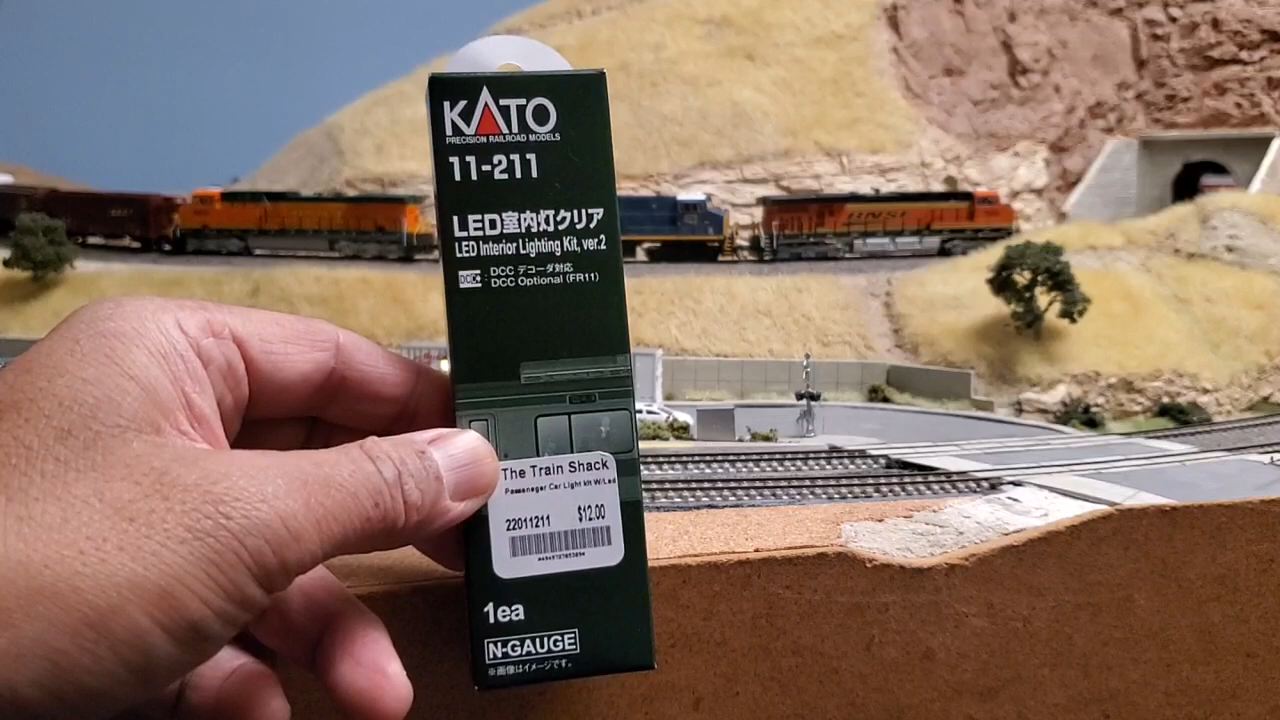 KATO
PRECISION RAILROAD MODELS
11-211
LED室内灯クリア
LED Interior Lighting Kit, ver.2
DCC : DCC デコーダ対応
DCC Optional (FR11)
The Train Shack
Passeneger Car Light kit W/Led
22011211 $12.00
1ea
N-GAUGE
※画像はイメージです。
BNSF